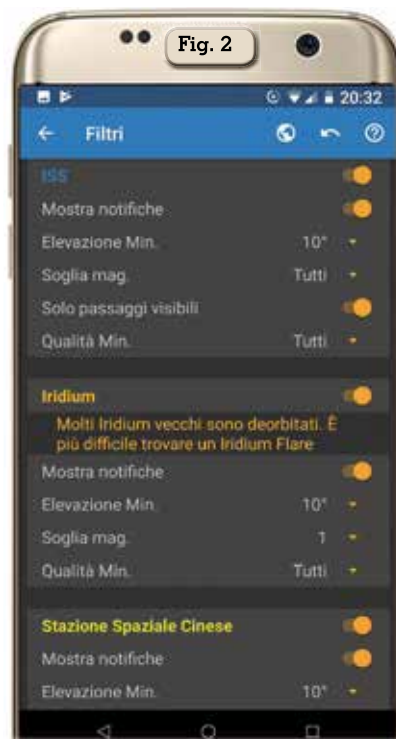 Fig. 2
20:32
Filtri
ISS
Mostra notifiche
Elevazione Min. 10°
Soglia mag. Tutti
Solo passaggi visibili
Qualità Min. Tutti
Iridium
Molti Iridium vecchi sono deorbitati. È
più difficile trovare un Iridium Flare
Mostra notifiche
Elevazione Min. 10°
Soglia mag. 1
Qualità Min. Tutti
Stazione Spaziale Cinese
Mostra notifiche
Elevazione Min. 10°